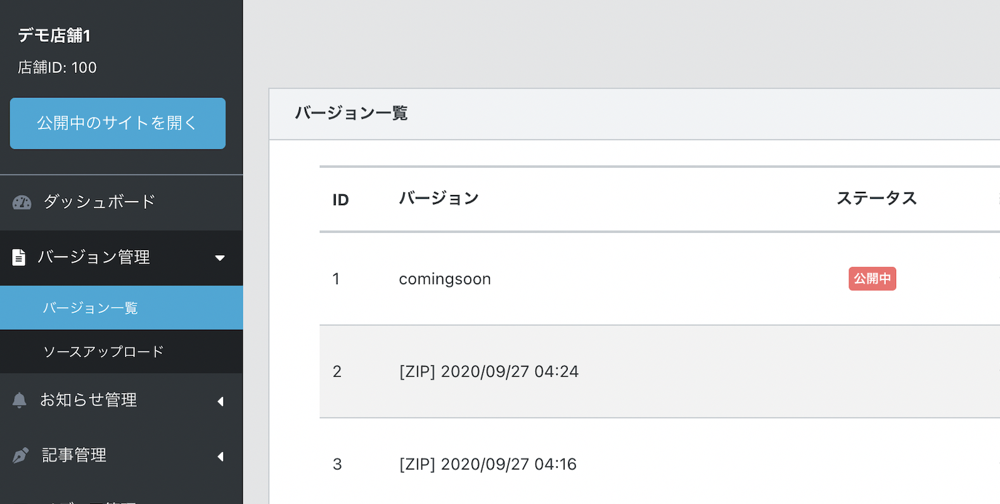 デモ店舗1
店舗ID: 100
公開中のサイトを開く
ダッシュボード
バージョン管理
バージョン一覧
ソースアップロード
お知らせ管理
記事管理
バージョン一覧
ID バージョン ステータス
1 comingsoon 公開中
2 [ZIP] 2020/09/27 04:24
3 [ZIP] 2020/09/27 04:16